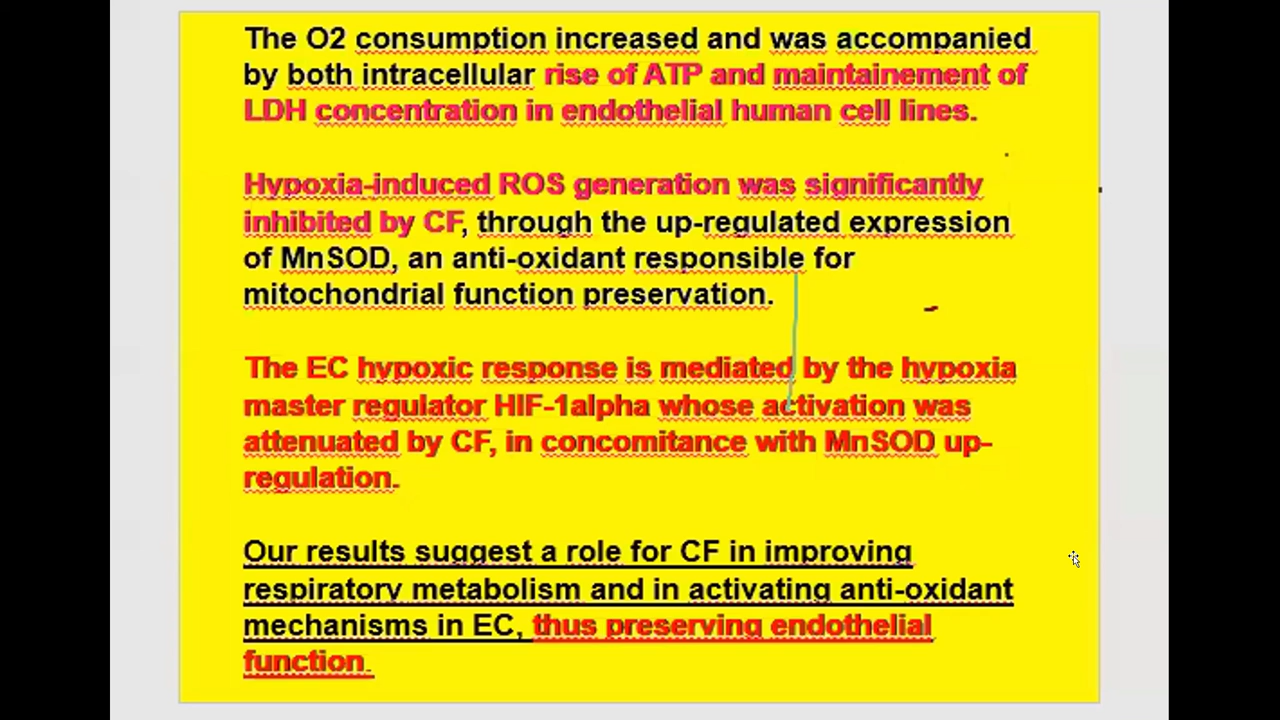 The O2 consumption increased and was accompanied
by both intracellular rise of ATP and maintainement of
LDH concentration in endothelial human cell lines.
Hypoxia-induced ROS generation was significantly
inhibited by CF, through the up-regulated expression
of MnSOD, an anti-oxidant responsible for
mitochondrial function preservation.
The EC hypoxic response is mediated by the hypoxia
master regulator HIF-1alpha whose activation was
attenuated by CF, in concomitance with MnSOD up-
regulation.
Our results suggest a role for CF in improving
respiratory metabolism and in activating anti-oxidant
mechanisms in EC, thus preserving endothelial
function.